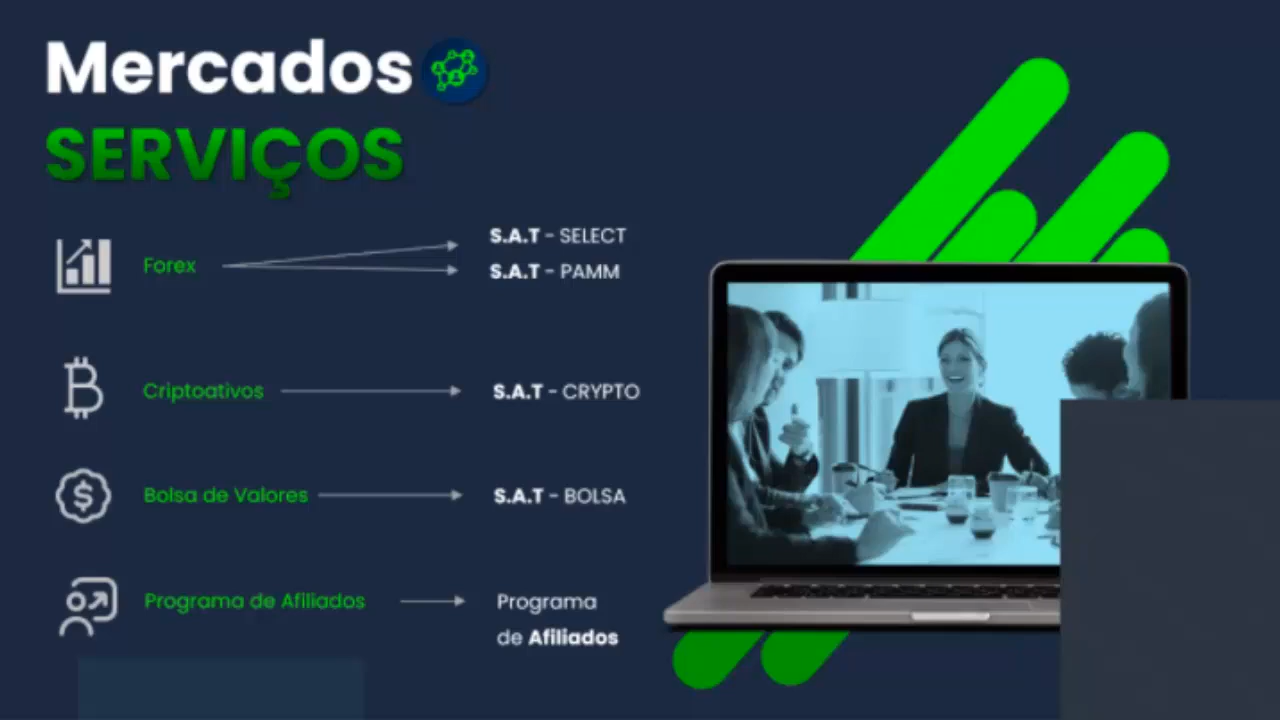 Mercados
SERVIÇOS
Forex
S.A.T - SELECT
S.A.T - PAMM
Criptoativos
S.A.T - CRYPTO
Bolsa de Valores
S.A.T - BOLSA
Programa de Afiliados
Programa
de Afiliados